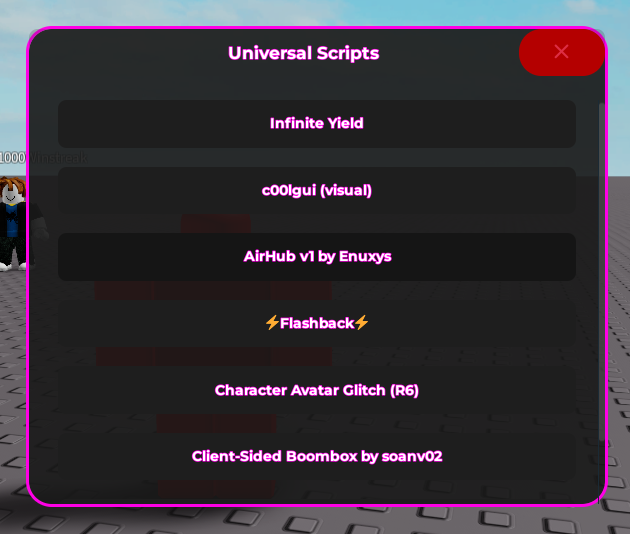 Universal Scripts
Infinite Yield
1000
c00lgui (visual)
AirHub v1 by Enuxys
⚡Flashback⚡
Character Avatar Glitch (R6)
Client-Sided Boombox by soanv02